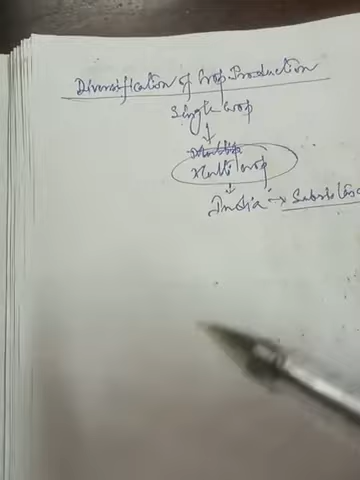 Diversification of Crop Production
Single crop
Multi crop
India →